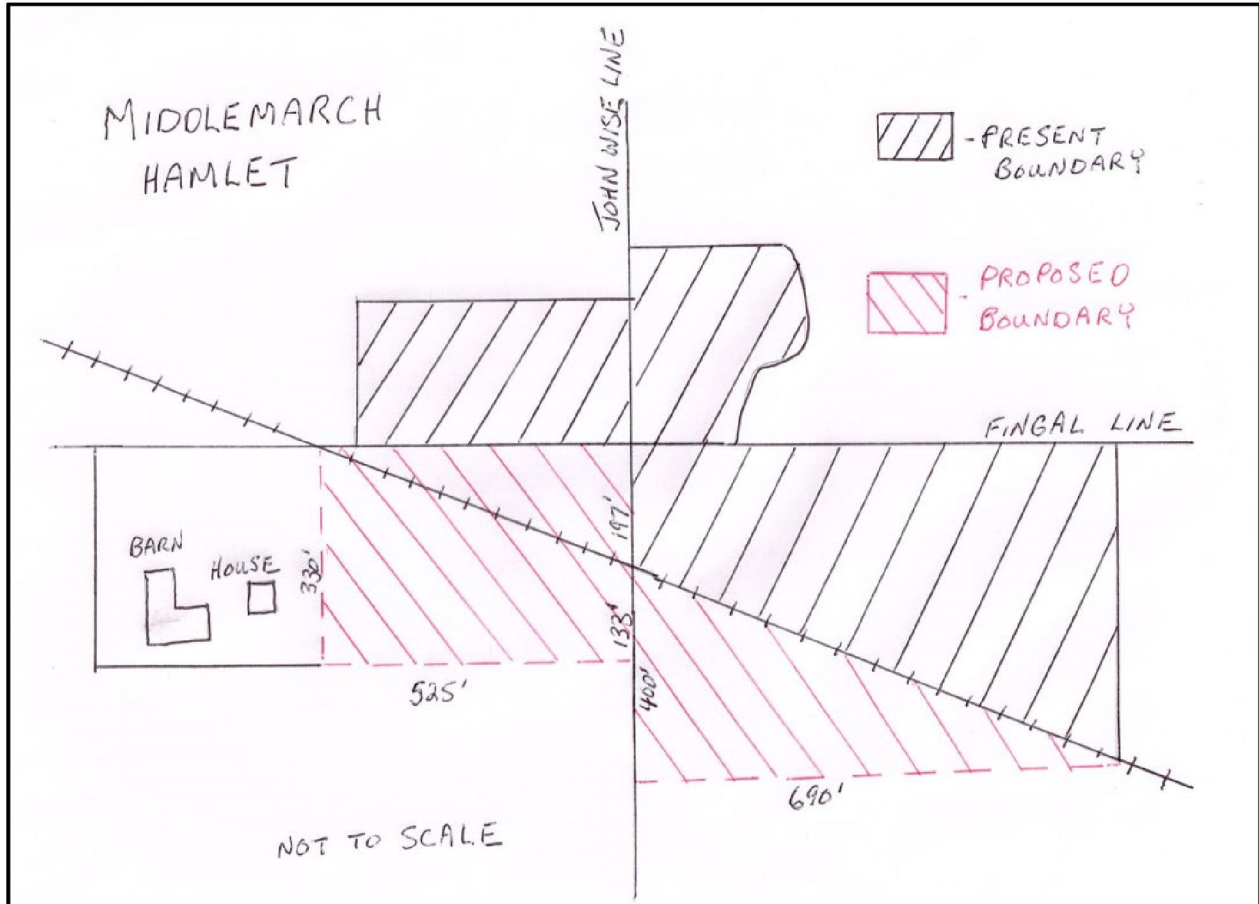 MIDDLEMARCH
HAMLET
JOHN WISE LINE
- PRESENT
BOUNDARY
- PROPOSED
BOUNDARY
FINGAL LINE
BARN
HOUSE
330'
197'
133'
400'
525'
690'
NOT TO SCALE